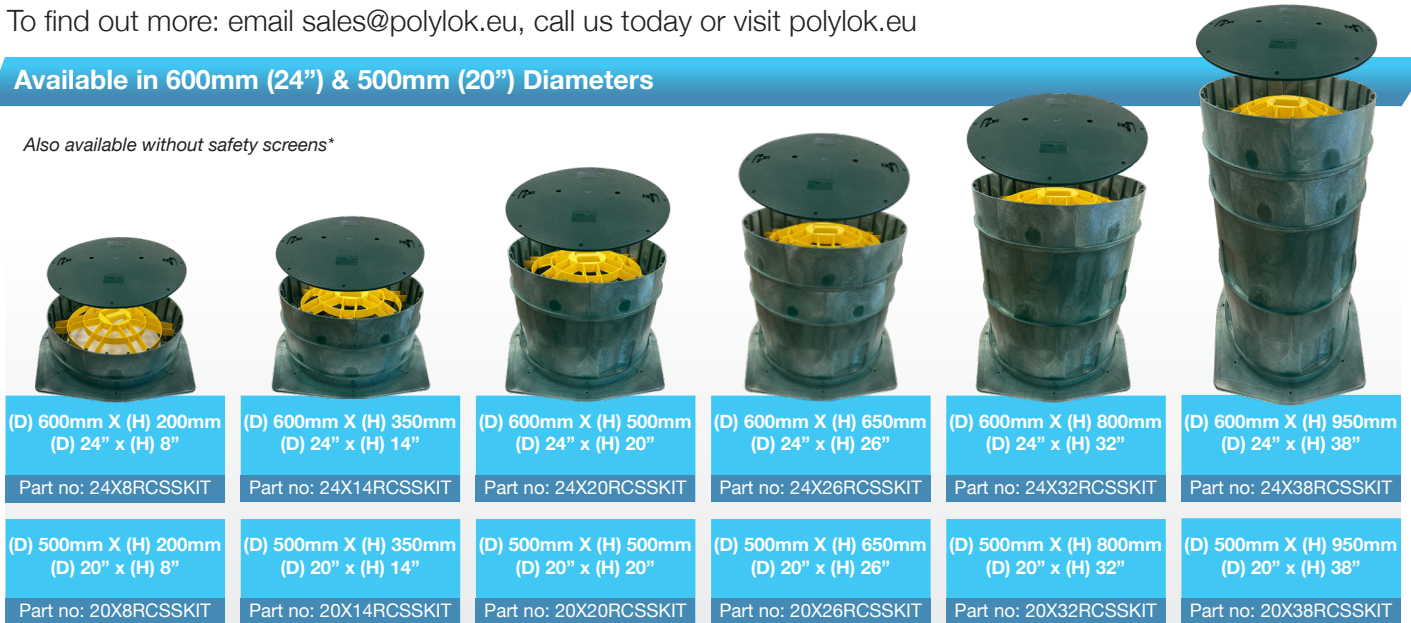 To find out more: email sales@polylok.eu, call us today or visit polylok.eu
Available in 600mm (24”) & 500mm (20”) Diameters
Also available without safety screens*
(D) 600mm X (H) 200mm
(D) 24” x (H) 8”
Part no: 24X8RCSSKIT
(D) 600mm X (H) 350mm
(D) 24” x (H) 14”
Part no: 24X14RCSSKIT
(D) 600mm X (H) 500mm
(D) 24” x (H) 20”
Part no: 24X20RCSSKIT
(D) 600mm X (H) 650mm
(D) 24” x (H) 26”
Part no: 24X26RCSSKIT
(D) 600mm X (H) 800mm
(D) 24” x (H) 32”
Part no: 24X32RCSSKIT
(D) 600mm X (H) 950mm
(D) 24” x (H) 38”
Part no: 24X38RCSSKIT
(D) 500mm X (H) 200mm
(D) 20” x (H) 8”
Part no: 20X8RCSSKIT
(D) 500mm X (H) 350mm
(D) 20” x (H) 14”
Part no: 20X14RCSSKIT
(D) 500mm X (H) 500mm
(D) 20” x (H) 20”
Part no: 20X20RCSSKIT
(D) 500mm X (H) 650mm
(D) 20” x (H) 26”
Part no: 20X26RCSSKIT
(D) 500mm X (H) 800mm
(D) 20” x (H) 32”
Part no: 20X32RCSSKIT
(D) 500mm X (H) 950mm
(D) 20” x (H) 38”
Part no: 20X38RCSSKIT